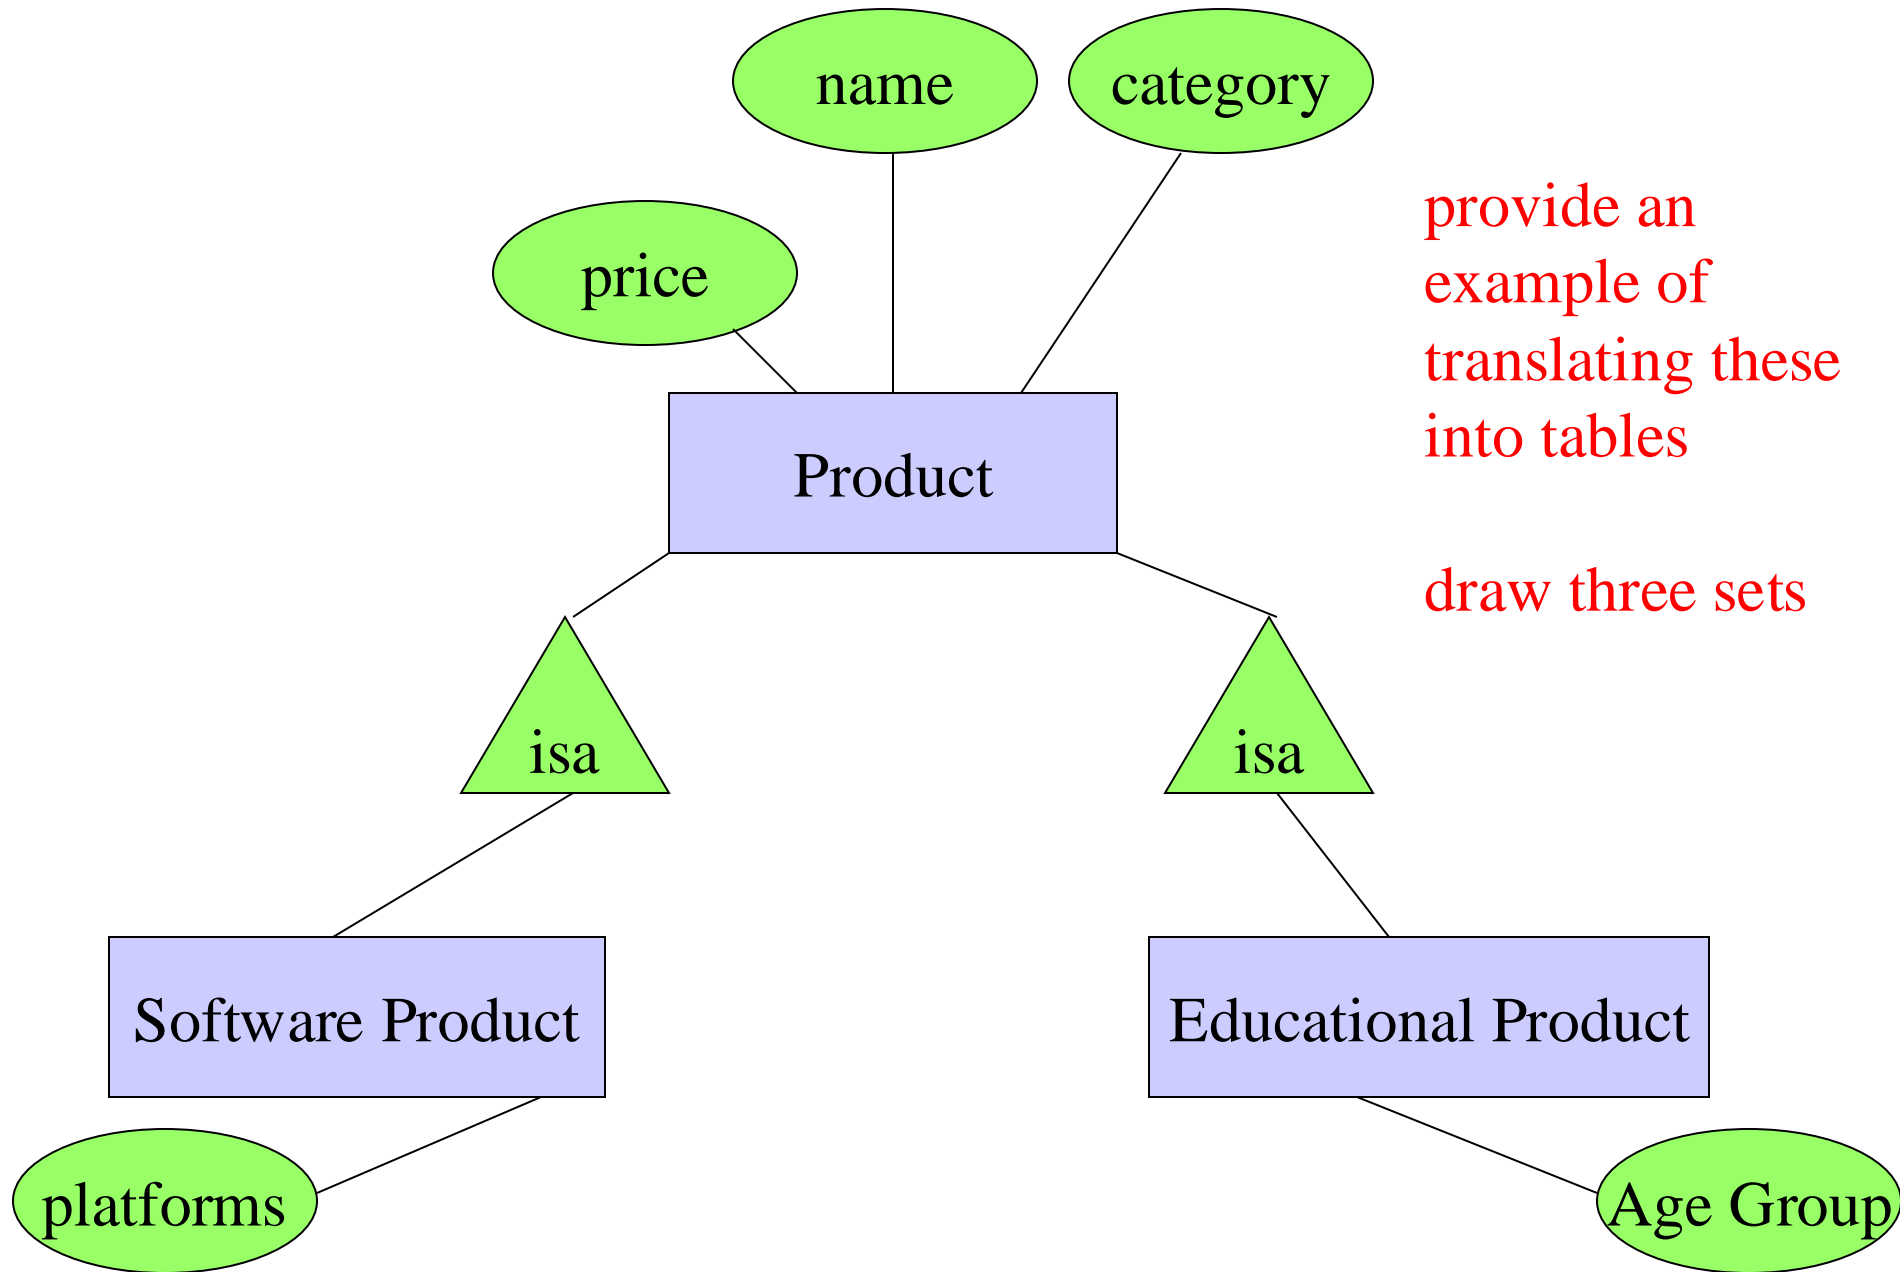 name
category
price
provide an
example of
translating these
into tables
Product
draw three sets
isa
isa
Software Product
Educational Product
platforms
Age Group